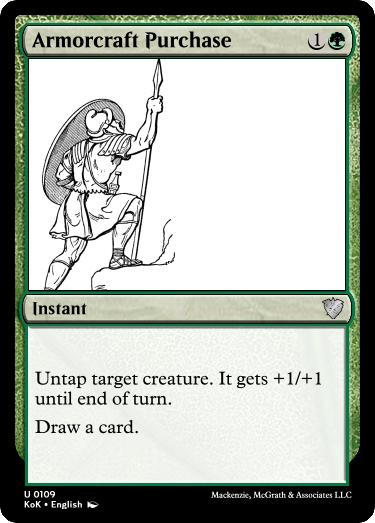 Armorcraft Purchase 1
Instant
Untap target creature. It gets +1/+1
until end of turn.
Draw a card.
U 0109
KoK • English
Mackenzie, McGrath & Associates LLC